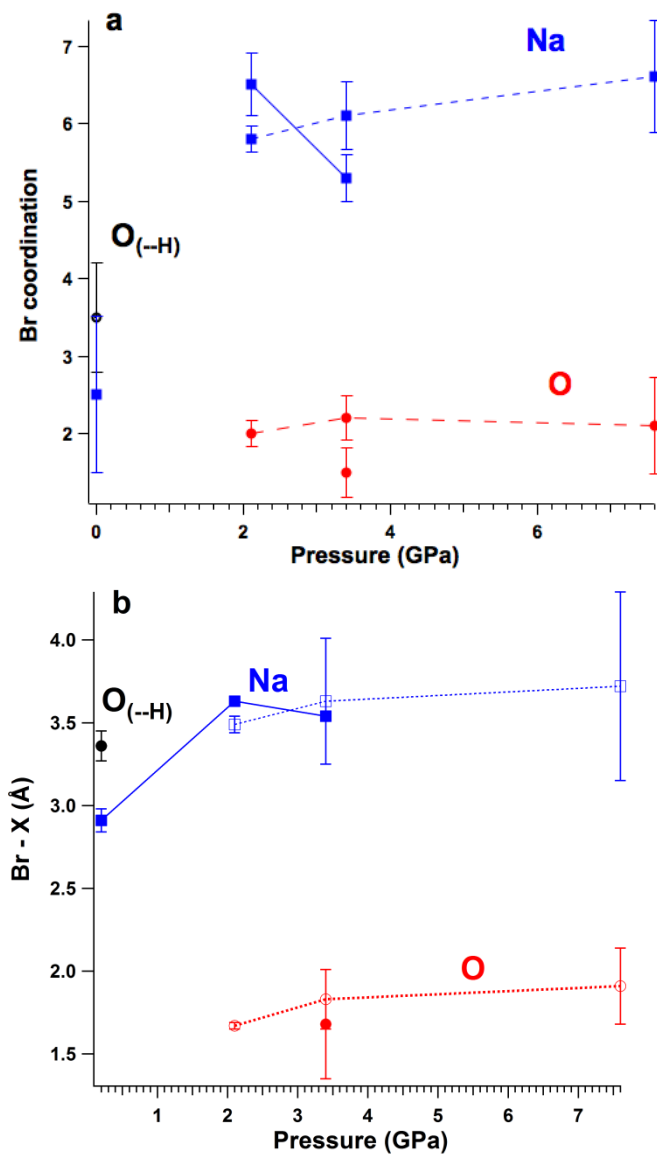 a
7
6
5
4
3
2
Br coordination
Na
O(--H)
O
0
2
4
6
Pressure (GPa)
b
4.0
3.5
3.0
2.5
2.0
1.5
Br - X (Å)
O(--H)
Na
O
1
2
3
4
5
6
7
Pressure (GPa)